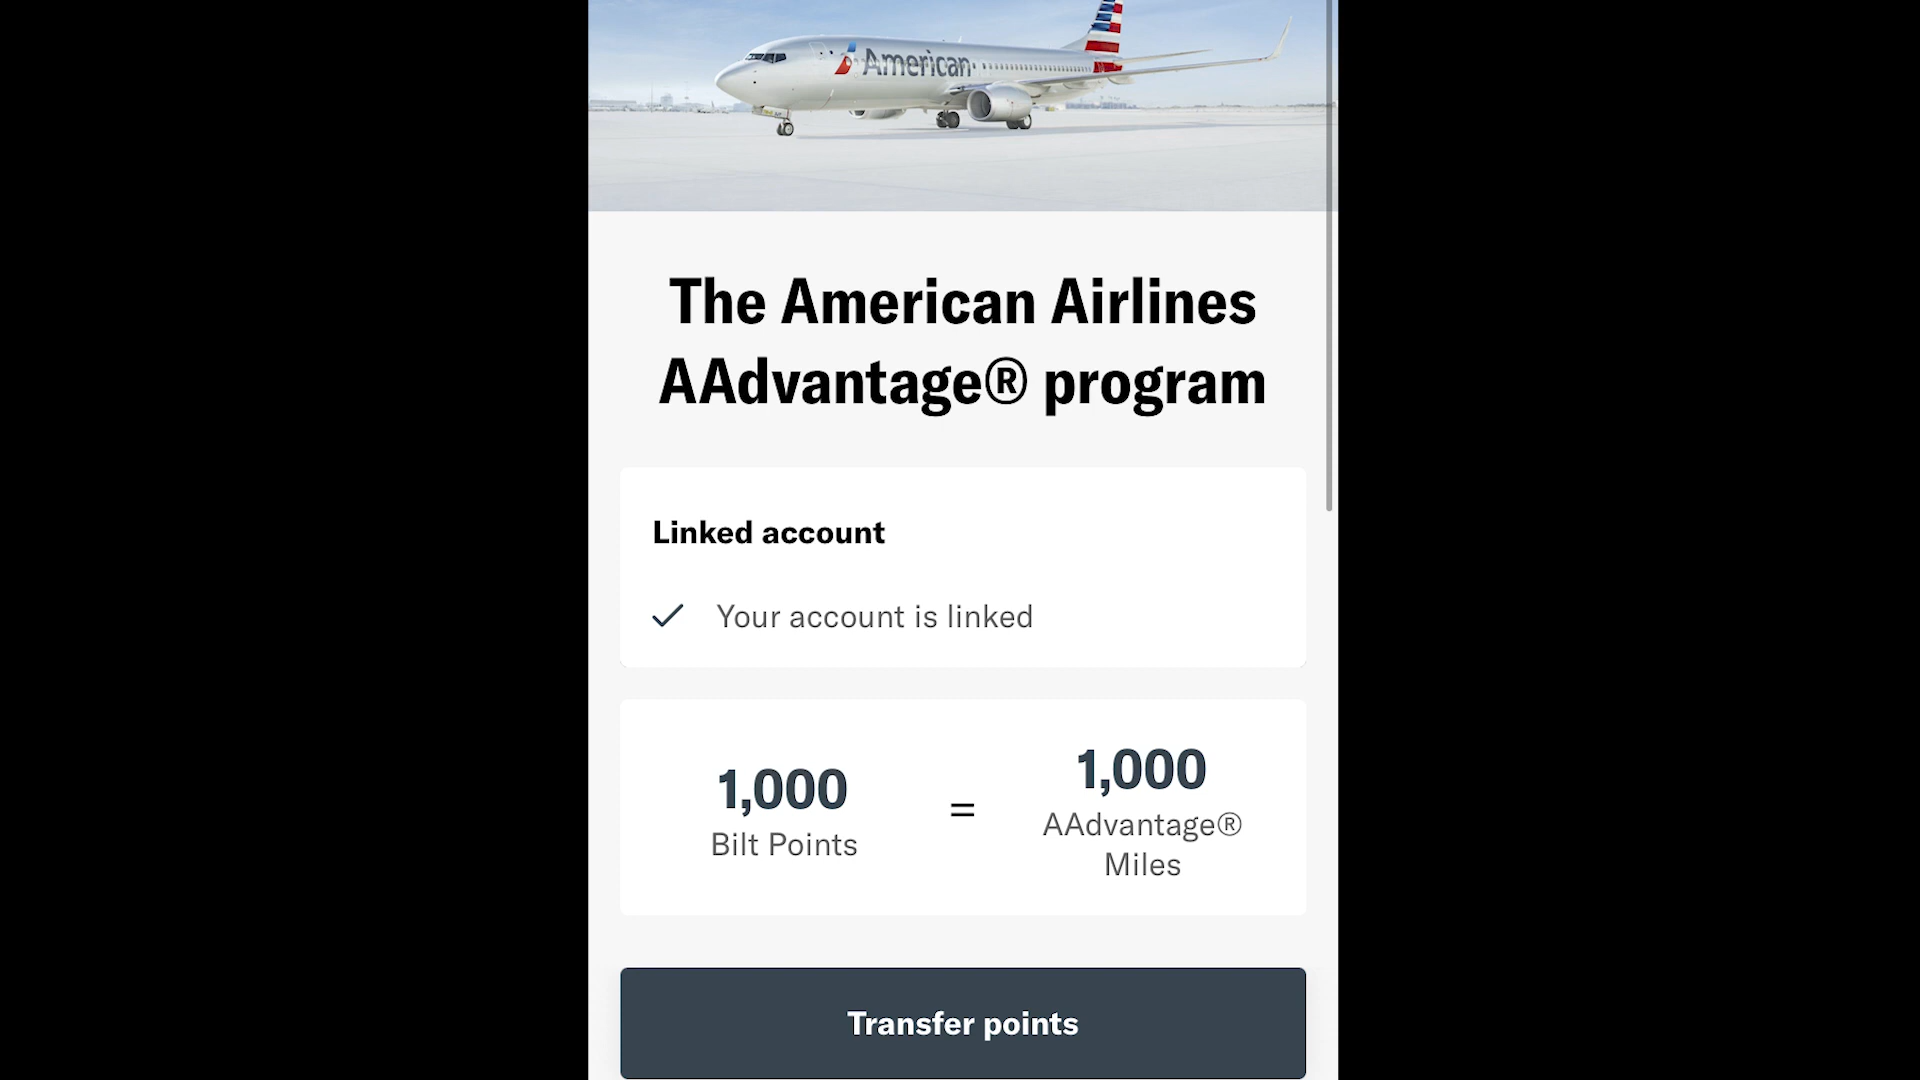 American
The American Airlines
AAdvantage® program
Linked account
Your account is linked
1,000
Bilt Points
=
1,000
AAdvantage®
Miles
Transfer points